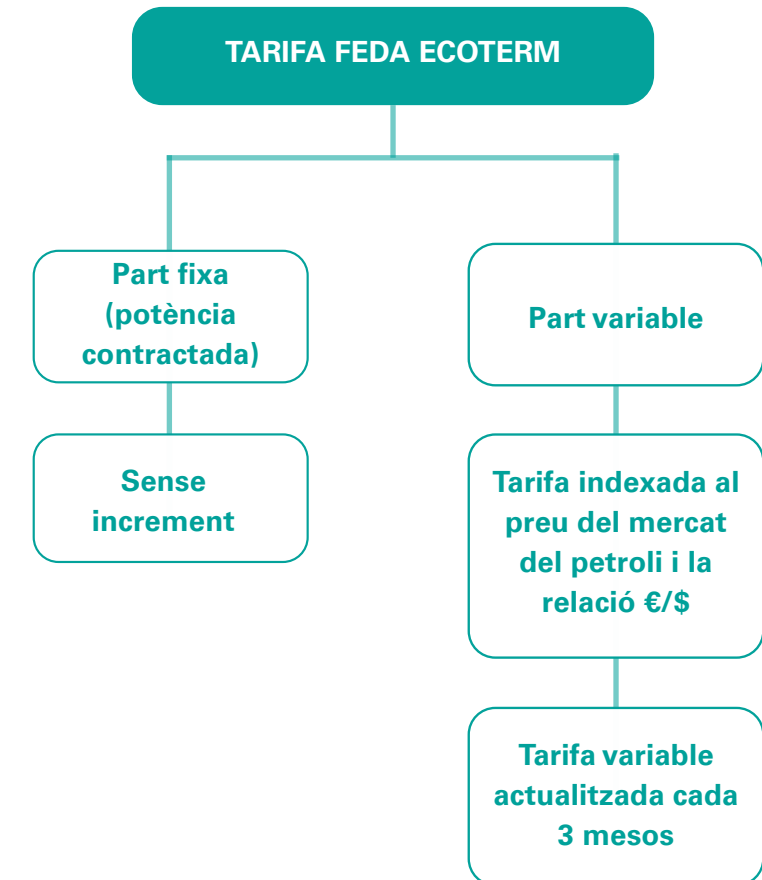 TARIFA FEDA ECOTERM
Part fixa
(potència
contractada)
Sense
increment
Part variable
Tarifa indexada al
preu del mercat
del petroli i la
relació €/$
Tarifa variable
actualitzada cada
3 mesos